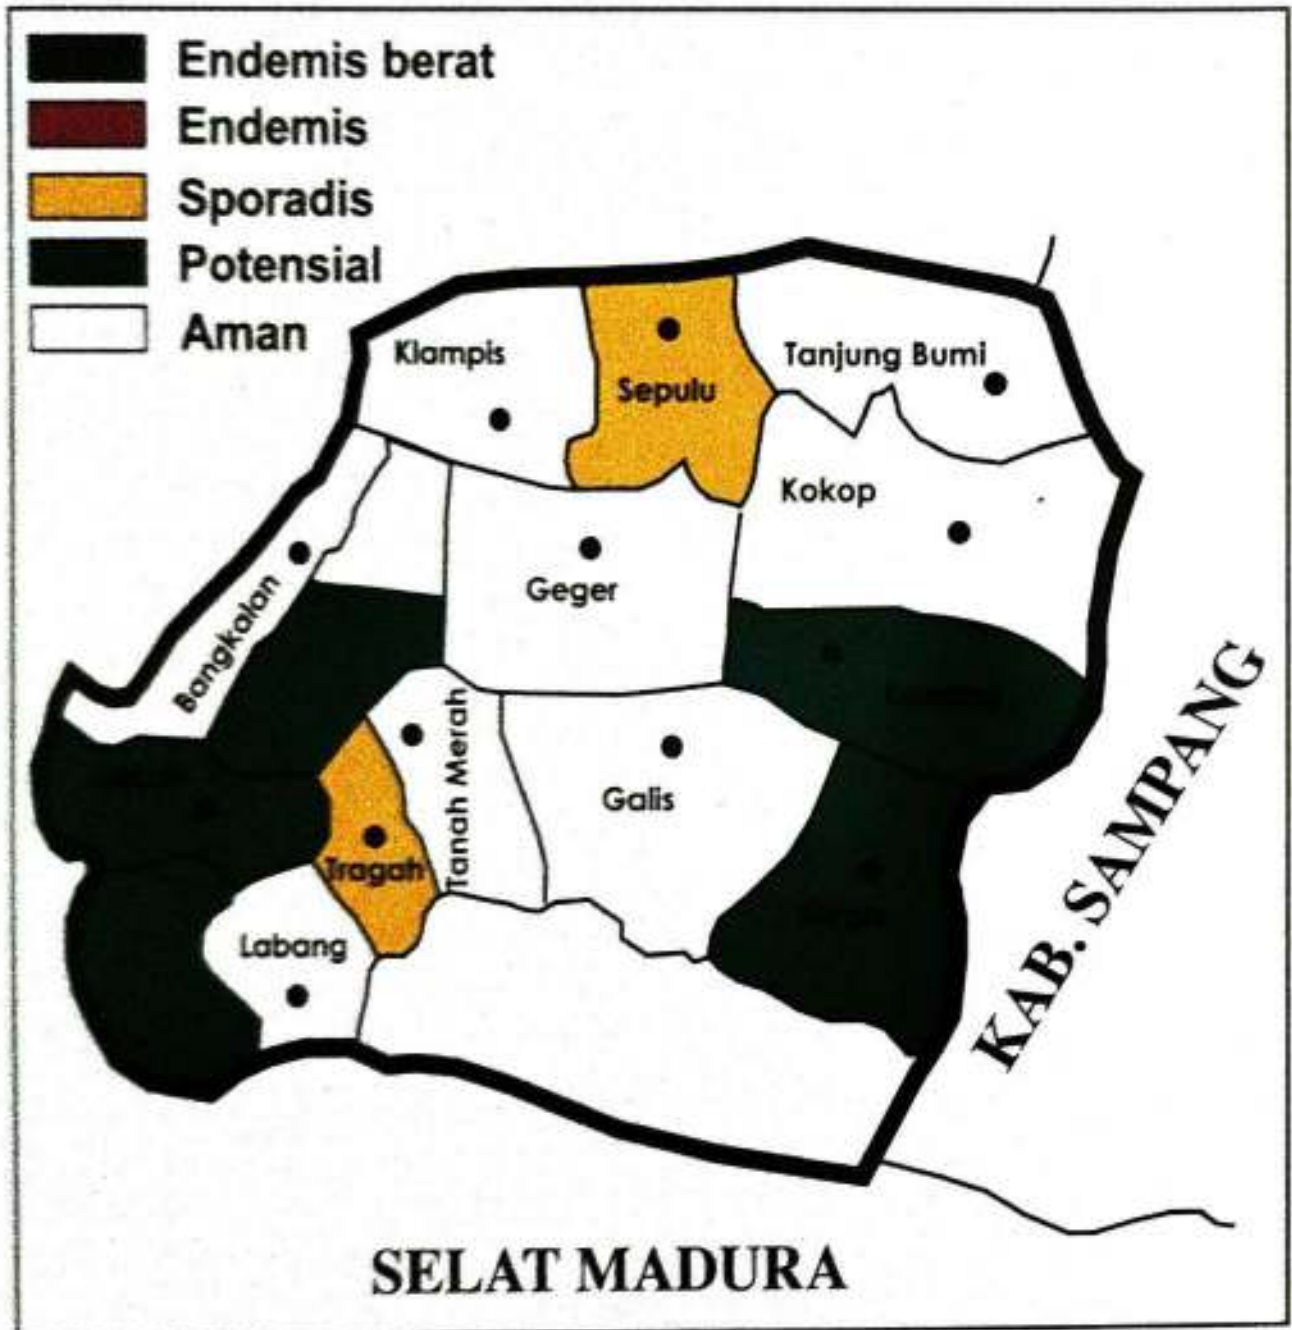 Endemis berat
Endemis
Sporadis
Potensial
Aman
Klampis
Sepulu
Tanjung Bumi
Kokop
Geger
Bangkalan
Tanah Merah
Galis
Tragah
Labang
KAB. SAMPANG
SELAT MADURA